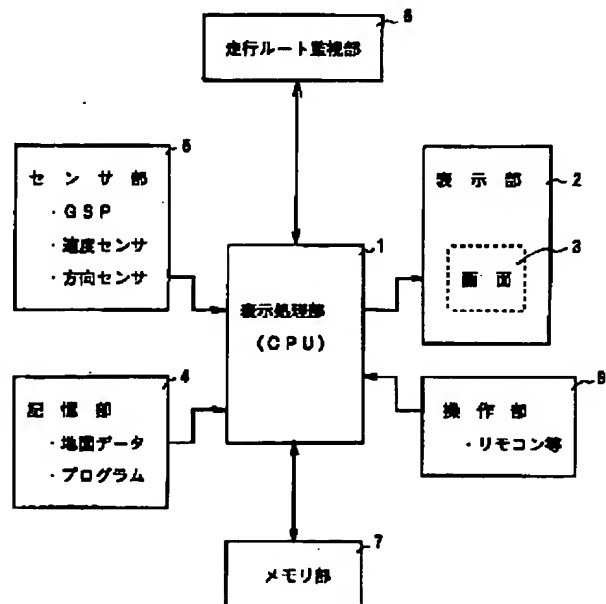 走行ルート監視部
5
センサ部
・GSP
・速度センサ
・方向センサ
表示部
2
画面
3
1
表示処理部
(CPU)
4
記憶部
・地図データ
・プログラム
操作部
・リモコン等
7
メモリ部